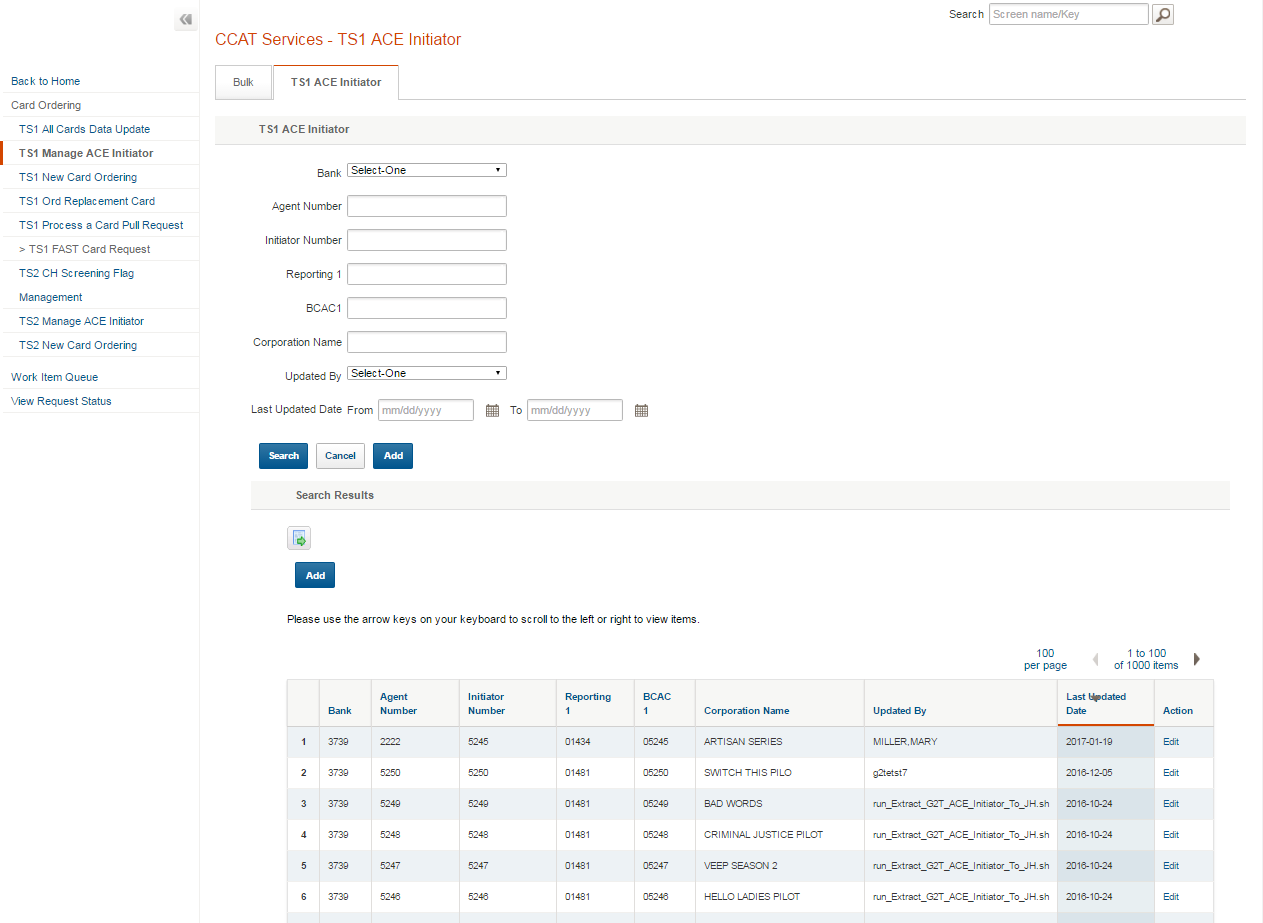 Search Screen name/Key
CCAT Services - TS1 ACE Initiator
Back to Home
Card Ordering
TS1 All Cards Data Update
TS1 Manage ACE Initiator
TS1 New Card Ordering
TS1 Ord Replacement Card
TS1 Process a Card Pull Request
> TS1 FAST Card Request
TS2 CH Screening Flag
Management
TS2 Manage ACE Initiator
TS2 New Card Ordering
Work Item Queue
View Request Status
Bulk TS1 ACE Initiator
TS1 ACE Initiator
Bank Select-One
Agent Number
Initiator Number
Reporting 1
BCAC1
Corporation Name
Updated By Select-One
Last Updated Date From mm/dd/yyyy To mm/dd/yyyy
Search Cancel Add
Search Results
Add
Please use the arrow keys on your keyboard to scroll to the left or right to view items.
100 1 to 100
per page of 1000 items
Agent Initiator Reporting BCAC Last Updated
Bank Number Number 1 1 Corporation Name Updated By Date Action
1 3739 2222 5245 01434 05245 ARTISAN SERIES MILLER,MARY 2017-01-19 Edit
2 3739 5250 5250 01481 05250 SWITCH THIS PILO g2tetst7 2016-12-05 Edit
3 3739 5249 5249 01481 05249 BAD WORDS run_Extract_G2T_ACE_Initiator_To_JH.sh 2016-10-24 Edit
4 3739 5248 5248 01481 05248 CRIMINAL JUSTICE PILOT run_Extract_G2T_ACE_Initiator_To_JH.sh 2016-10-24 Edit
5 3739 5247 5247 01481 05247 VEEP SEASON 2 run_Extract_G2T_ACE_Initiator_To_JH.sh 2016-10-24 Edit
6 3739 5246 5246 01481 05246 HELLO LADIES PILOT run_Extract_G2T_ACE_Initiator_To_JH.sh 2016-10-24 Edit